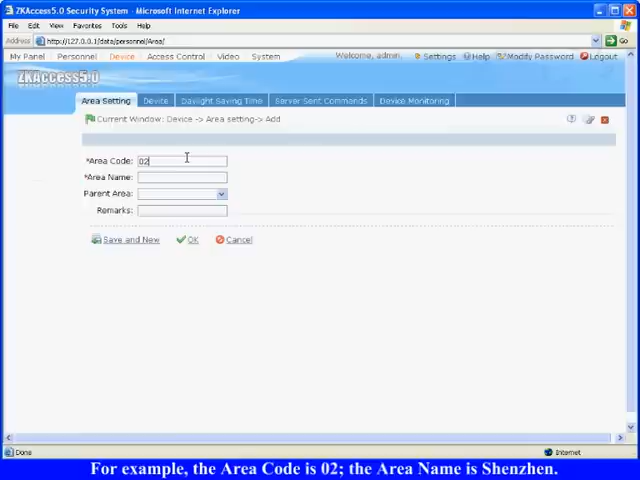 ZKAccess5.0 Security System - Microsoft Internet Explorer
File Edit View Favorites Tools Help
Address http://127.0.0.1/data/personnel/Area/ Go
My Panel Personnel Device Access Control Video System Welcome, admin Settings Help Modify Password Logout
ZKAccess5.0
Area Setting Device Daylight Saving Time Server Sent Commands Device Monitoring
Current Window: Device -> Area setting-> Add
*Area Code: 02
*Area Name:
Parent Area:
Remarks:
Save and New OK Cancel
Done Internet
For example, the Area Code is 02; the Area Name is Shenzhen.